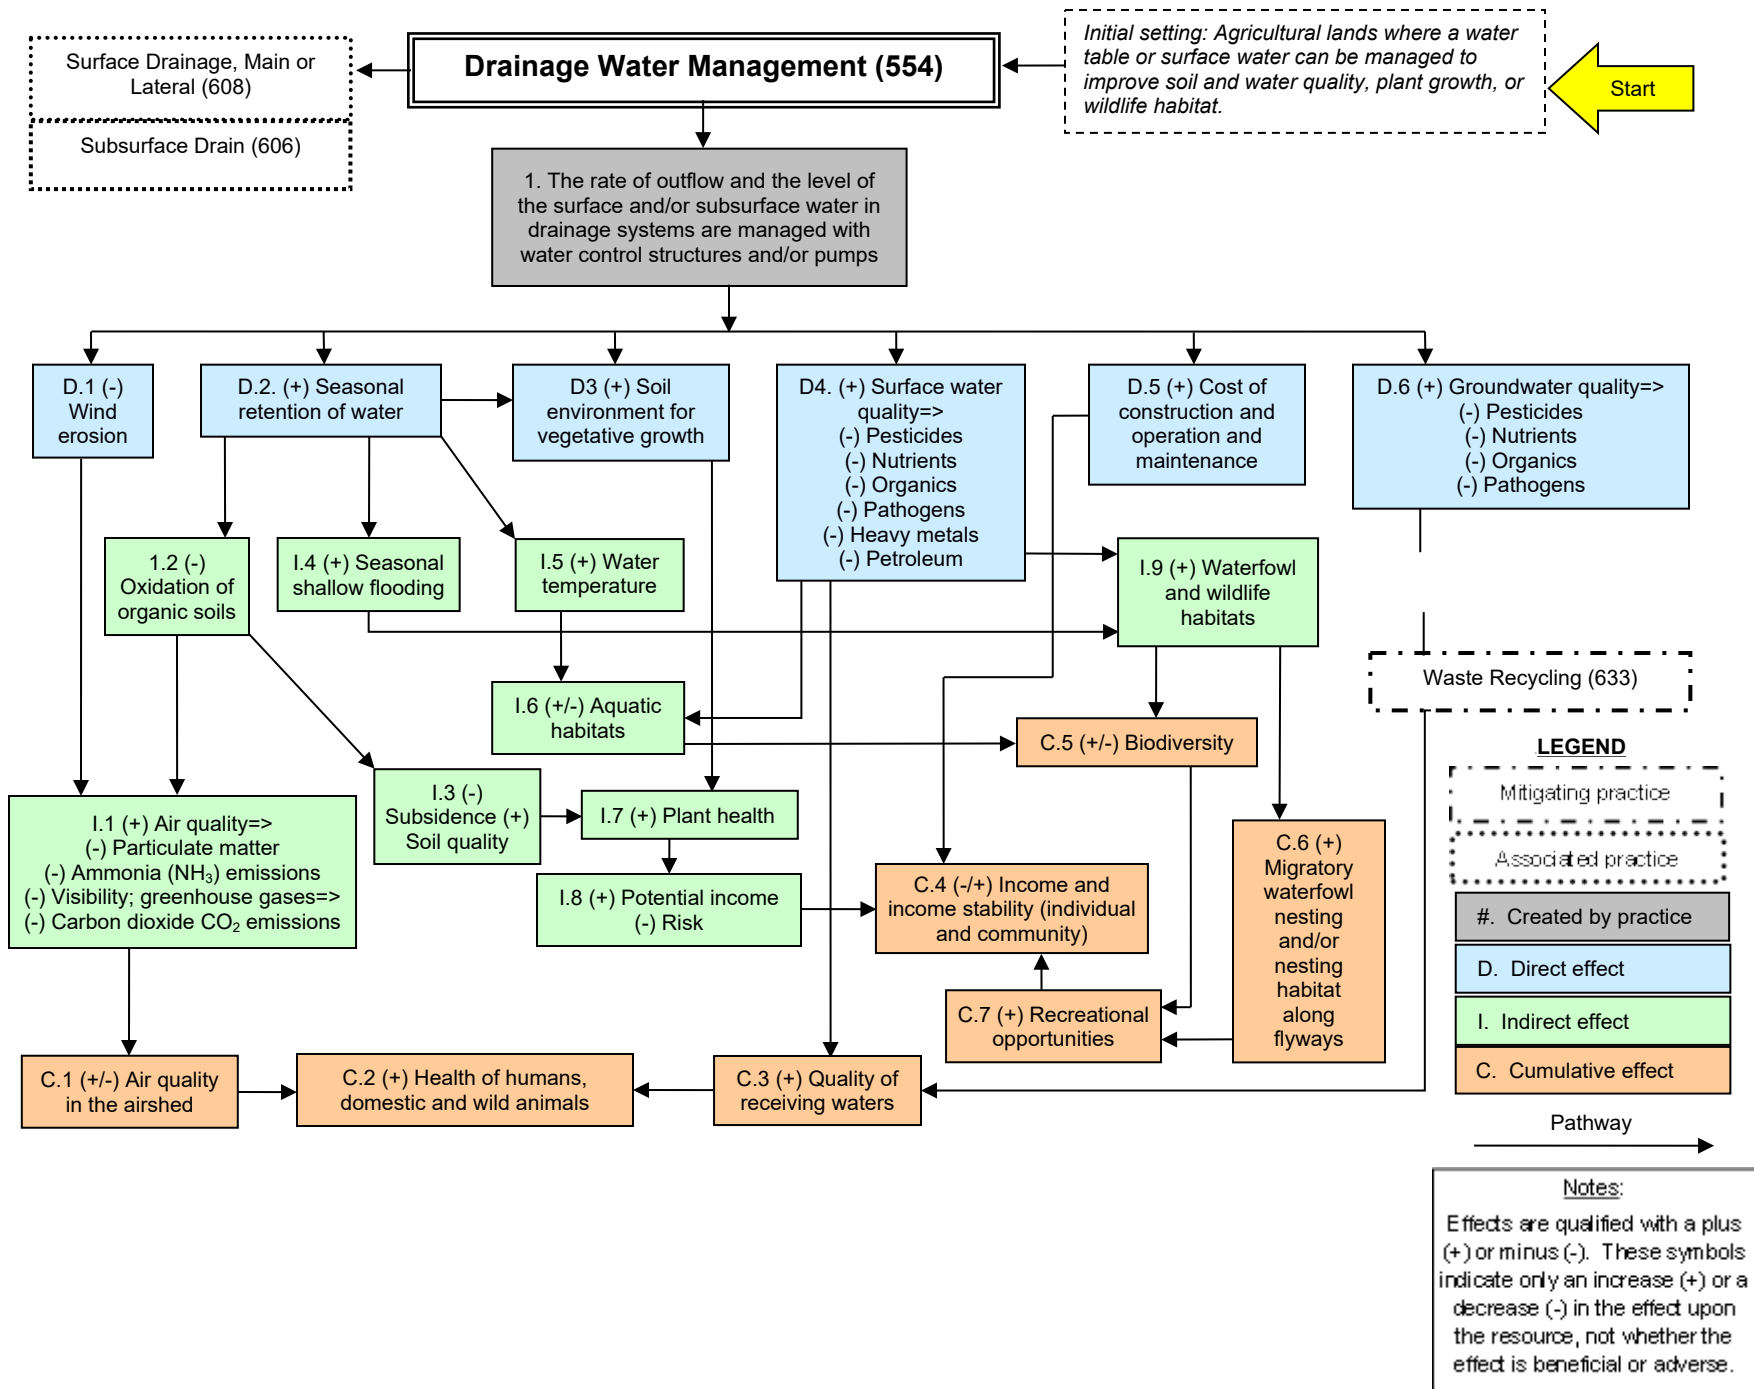 Surface Drainage, Main or
Lateral (608)
Subsurface Drain (606)
Drainage Water Management (554)
Initial setting: Agricultural lands where a water
table or surface water can be managed to
improve soil and water quality, plant growth, or
wildlife habitat.
Start
1. The rate of outflow and the level of
the surface and/or subsurface water in
drainage systems are managed with
water control structures and/or pumps
D.1 (-)
Wind
erosion
D.2. (+) Seasonal
retention of water
D3 (+) Soil
environment for
vegetative growth
D4. (+) Surface water
quality=>
(-) Pesticides
(-) Nutrients
(-) Organics
(-) Pathogens
(-) Heavy metals
(-) Petroleum
D.5 (+) Cost of
construction and
operation and
maintenance
D.6 (+) Groundwater quality=>
(-) Pesticides
(-) Nutrients
(-) Organics
(-) Pathogens
1.2 (-)
Oxidation of
organic soils
I.4 (+) Seasonal
shallow flooding
I.5 (+) Water
temperature
I.9 (+) Waterfowl
and wildlife
habitats
Waste Recycling (633)
I.6 (+/-) Aquatic
habitats
C.5 (+/-) Biodiversity
I.3 (-)
Subsidence (+)
Soil quality
I.7 (+) Plant health
I.1 (+) Air quality=>
(-) Particulate matter
(-) Ammonia (NH₃) emissions
(-) Visibility; greenhouse gases=>
(-) Carbon dioxide CO₂ emissions
I.8 (+) Potential income
(-) Risk
C.4 (-/+) Income and
income stability (individual
and community)
C.6 (+)
Migratory
waterfowl
nesting
and/or
nesting
habitat
along
flyways
C.7 (+) Recreational
opportunities
C.1 (+/-) Air quality
in the airshed
C.2 (+) Health of humans,
domestic and wild animals
C.3 (+) Quality of
receiving waters
LEGEND
Mitigating practice
Associated practice
#. Created by practice
D. Direct effect
I. Indirect effect
C. Cumulative effect
Pathway
Notes:
Effects are qualified with a plus
(+) or minus (-). These symbols
indicate only an increase (+) or a
decrease (-) in the effect upon
the resource, not whether the
effect is beneficial or adverse.